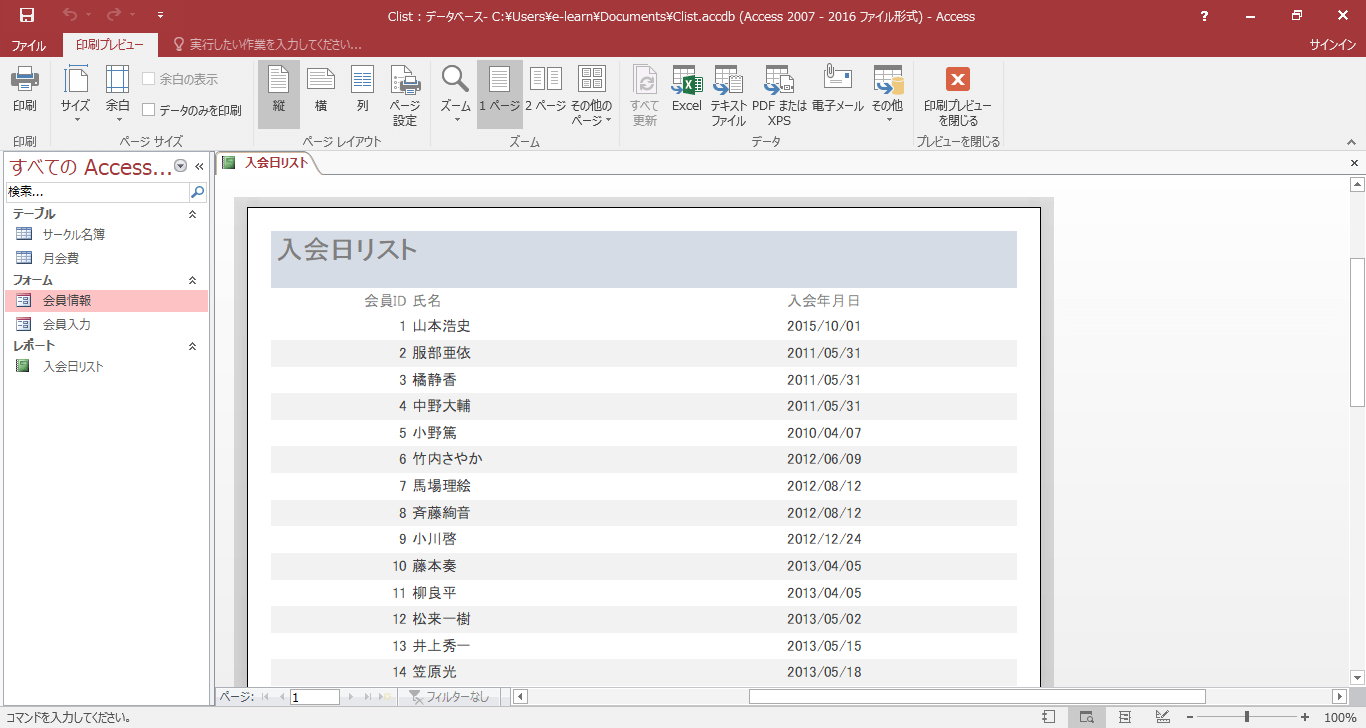 Clist : データベース- C:¥Users¥e-learn¥Documents¥Clist.accdb (Access 2007 - 2016 ファイル形式) - Access
?
ファイル 印刷プレビュー 実行したい作業を入力してください... サインイン
印刷 サイズ 余白 余白の表示 データのみを印刷 縦 横 列 ページ設定 ズーム 1 ページ 2 ページ その他のページ すべて更新 Excel テキストファイル PDF または XPS 電子メール その他 印刷プレビューを閉じる
印刷 ページ サイズ ページ レイアウト ズーム データ プレビューを閉じる
すべての Access...
検索...
テーブル
サークル名簿
月会費
フォーム
会員情報
会員入力
レポート
入会日リスト
入会日リスト
入会日リスト
会員ID 氏名 入会年月日
1 山本浩史 2015/10/01
2 服部亜依 2011/05/31
3 橘静香 2011/05/31
4 中野大輔 2011/05/31
5 小野篤 2010/04/07
6 竹内さやか 2012/06/09
7 馬場理絵 2012/08/12
8 斉藤絢音 2012/08/12
9 小川啓 2012/12/24
10 藤本奏 2013/04/05
11 柳良平 2013/04/05
12 松来一樹 2013/05/02
13 井上秀一 2013/05/15
14 笠原光 2013/05/18
ページ: 1 フィルターなし
コマンドを入力してください。 100%